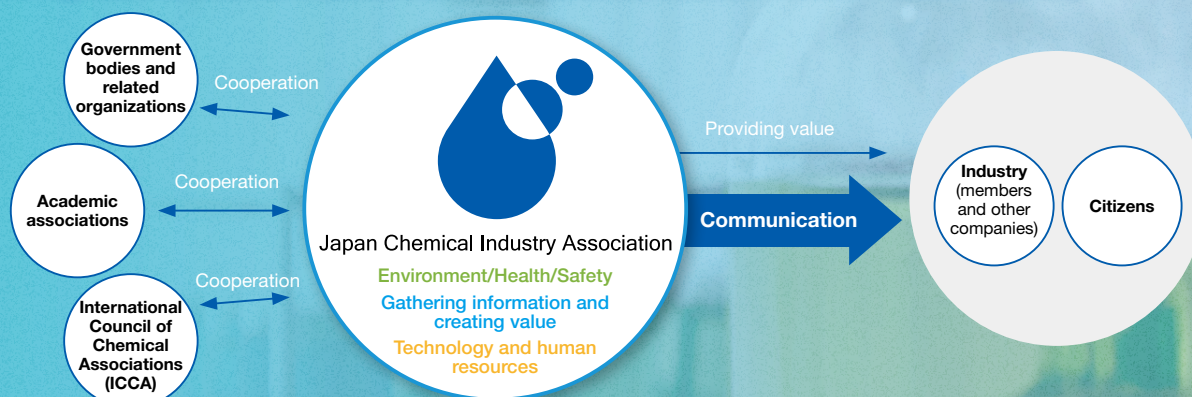 Government
bodies and
related
organizations
Cooperation
Academic
associations
Cooperation
International
Council of
Chemical
Associations
(ICCA)
Cooperation
Japan Chemical Industry Association
Environment/Health/Safety
Gathering information and
creating value
Technology and human
resources
Providing value
Communication
Industry
(members
and other
companies)
Citizens